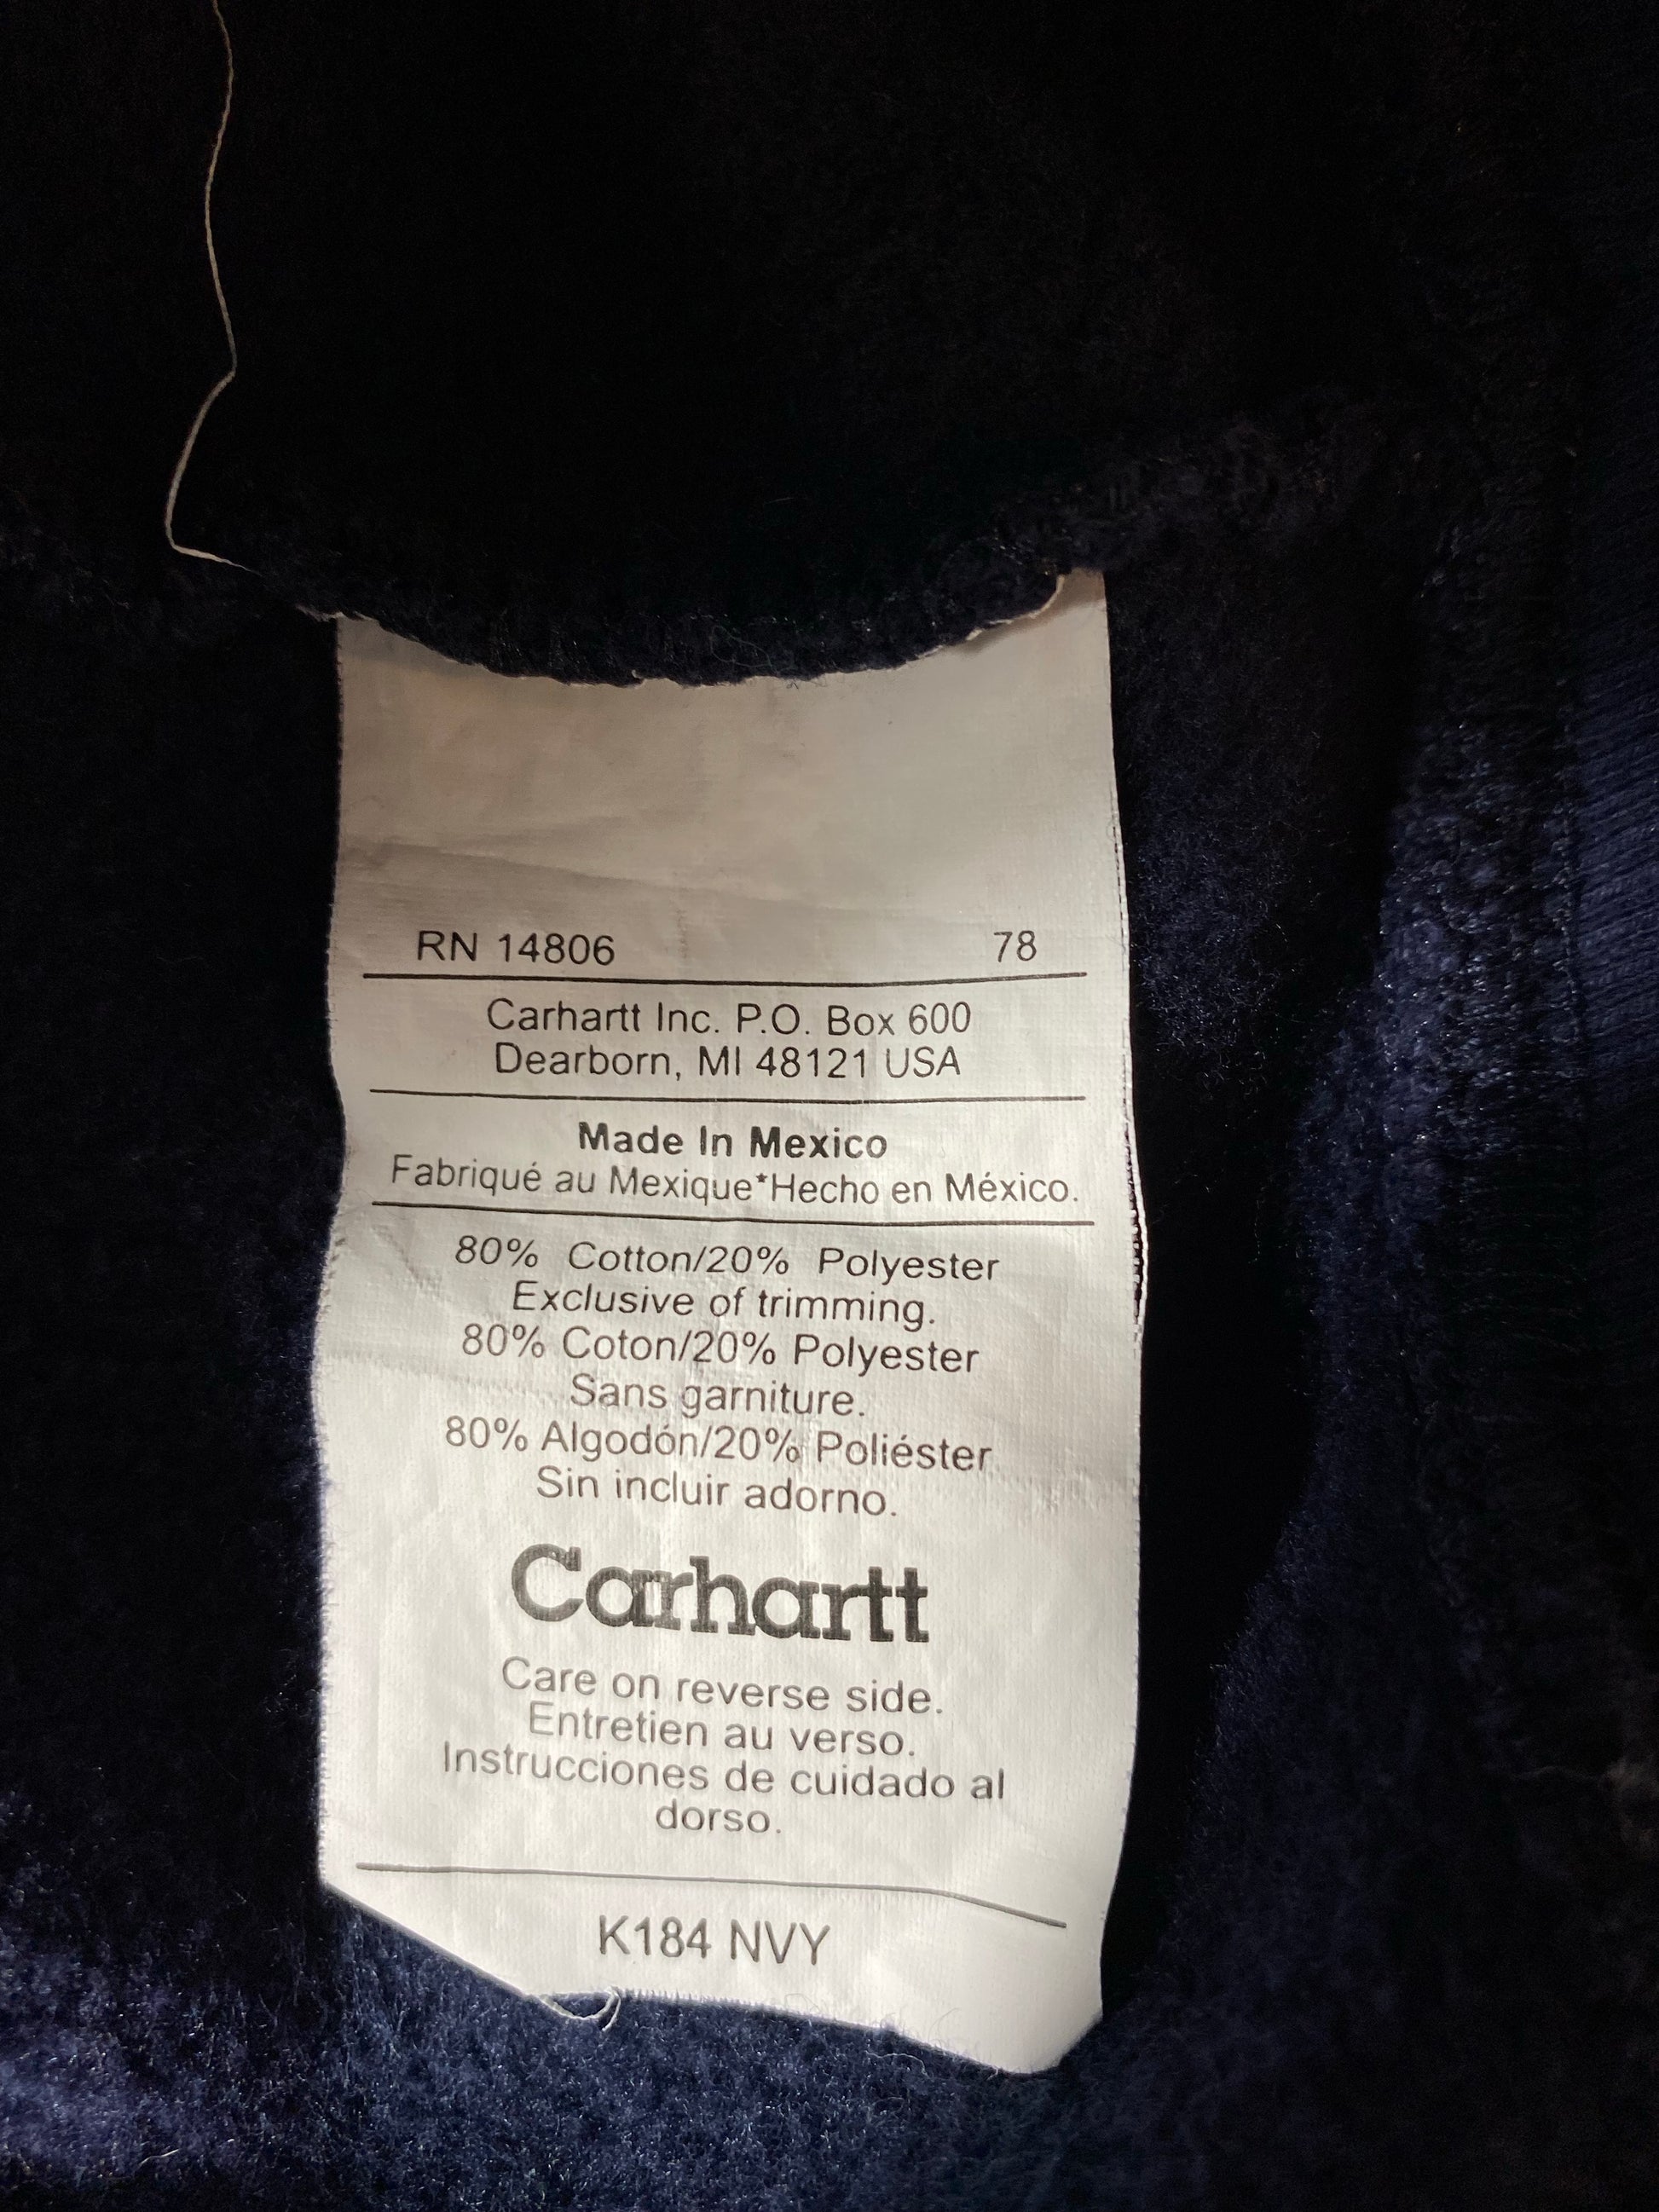 RN 14806 78
Carhartt Inc. P.O. Box 600
Dearborn, MI 48121 USA
Made In Mexico
Fabriqué au Mexique*Hecho en México.
80% Cotton/20% Polyester
Exclusive of trimming.
80% Coton/20% Polyester
Sans garniture.
80% Algodón/20% Poliéster
Sin incluir adorno.
Carhartt
Care on reverse side.
Entretien au verso.
Instrucciones de cuidado al
dorso.
K184 NVY